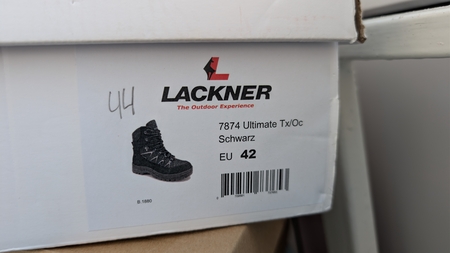 LACKNER
The Outdoor Experience
44
7874 Ultimate Tx/Oc
Schwarz
EU 42